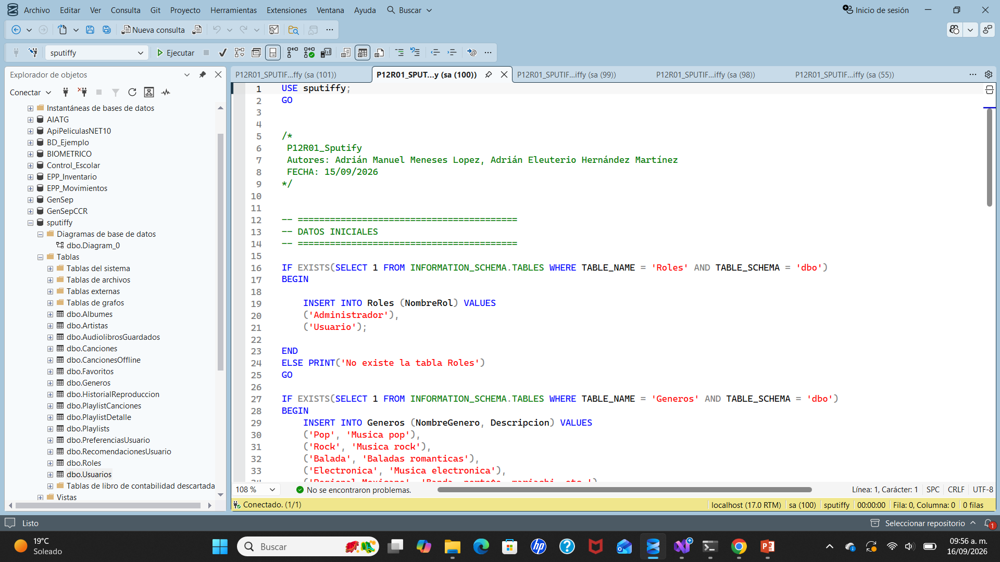 Archivo Editar Ver Consulta Git Proyecto Herramientas Extensiones Ventana Ayuda Buscar Inicio de sesión
Nueva consulta
sputiffy Ejecutar
Explorador de objetos
Conectar
Instantáneas de bases de datos
AIATG
ApiPeliculasNET10
BD_Ejemplo
BIOMETRICO
Control_Escolar
EPP_Inventario
EPP_Movimientos
GenSep
GenSepCCR
sputiffy
Diagramas de base de datos
dbo.Diagram_0
Tablas
Tablas del sistema
Tablas de archivos
Tablas externas
Tablas de grafos
dbo.Albumes
dbo.Artistas
dbo.AudiolibrosGuardados
dbo.Canciones
dbo.CancionesOffline
dbo.Favoritos
dbo.Generos
dbo.HistorialReproduccion
dbo.PlaylistCanciones
dbo.PlaylistDetalle
dbo.Playlists
dbo.PreferenciasUsuario
dbo.RecomendacionesUsuario
dbo.Roles
dbo.Usuarios
Tablas de libro de contabilidad descartada
Vistas
P12R01_SPUTIF...ffy (sa (101)) P12R01_SPUT...y (sa (100)) P12R01_SPUTIF...iffy (sa (99)) P12R01_SPUTIF...iffy (sa (98)) P12R01_SPUTIF...iffy (sa (55))
1 USE sputiffy;
2 GO
3
4
5 /*
6 P12R01_Sputify
7 Autores: Adrián Manuel Meneses Lopez, Adrián Eleuterio Hernández Martínez
8 FECHA: 15/09/2026
9 */
10
11
12 -- =========================================
13 -- DATOS INICIALES
14 -- =========================================
15
16 IF EXISTS(SELECT 1 FROM INFORMATION_SCHEMA.TABLES WHERE TABLE_NAME = 'Roles' AND TABLE_SCHEMA = 'dbo')
17 BEGIN
18
19 INSERT INTO Roles (NombreRol) VALUES
20 ('Administrador'),
21 ('Usuario');
22
23 END
24 ELSE PRINT('No existe la tabla Roles')
25 GO
26
27 IF EXISTS(SELECT 1 FROM INFORMATION_SCHEMA.TABLES WHERE TABLE_NAME = 'Generos' AND TABLE_SCHEMA = 'dbo')
28 BEGIN
29 INSERT INTO Generos (NombreGenero, Descripcion) VALUES
30 ('Pop', 'Musica pop'),
31 ('Rock', 'Musica rock'),
32 ('Balada', 'Baladas romanticas'),
33 ('Electronica', 'Musica electronica'),
108 % No se encontraron problemas. Línea: 1, Carácter: 1 SPC CRLF UTF-8
Conectado. (1/1) localhost (17.0 RTM) sa (100) sputiffy 00:00:00 Fila: 0, Columna: 0 0 filas
Listo Seleccionar repositorio 1
19°C
Soleado
Buscar
09:56 a. m.
16/09/2026